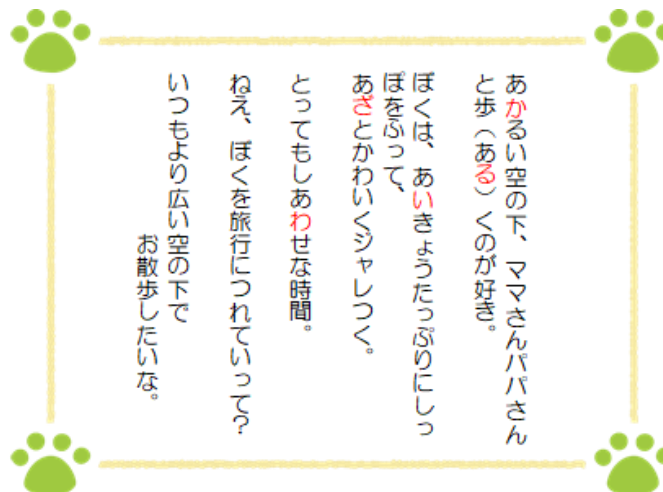 あかるい空の下、ママさんパパさん
と歩（ある）くのが好き。
ぼくは、あいきょうたっぷりにしっ
ぽをふって、
あざとかわいくジャレつく。
とってもしあわせな時間。
ねえ、ぼくを旅行につれていって？
いつもより広い空の下で
お散歩したいな。